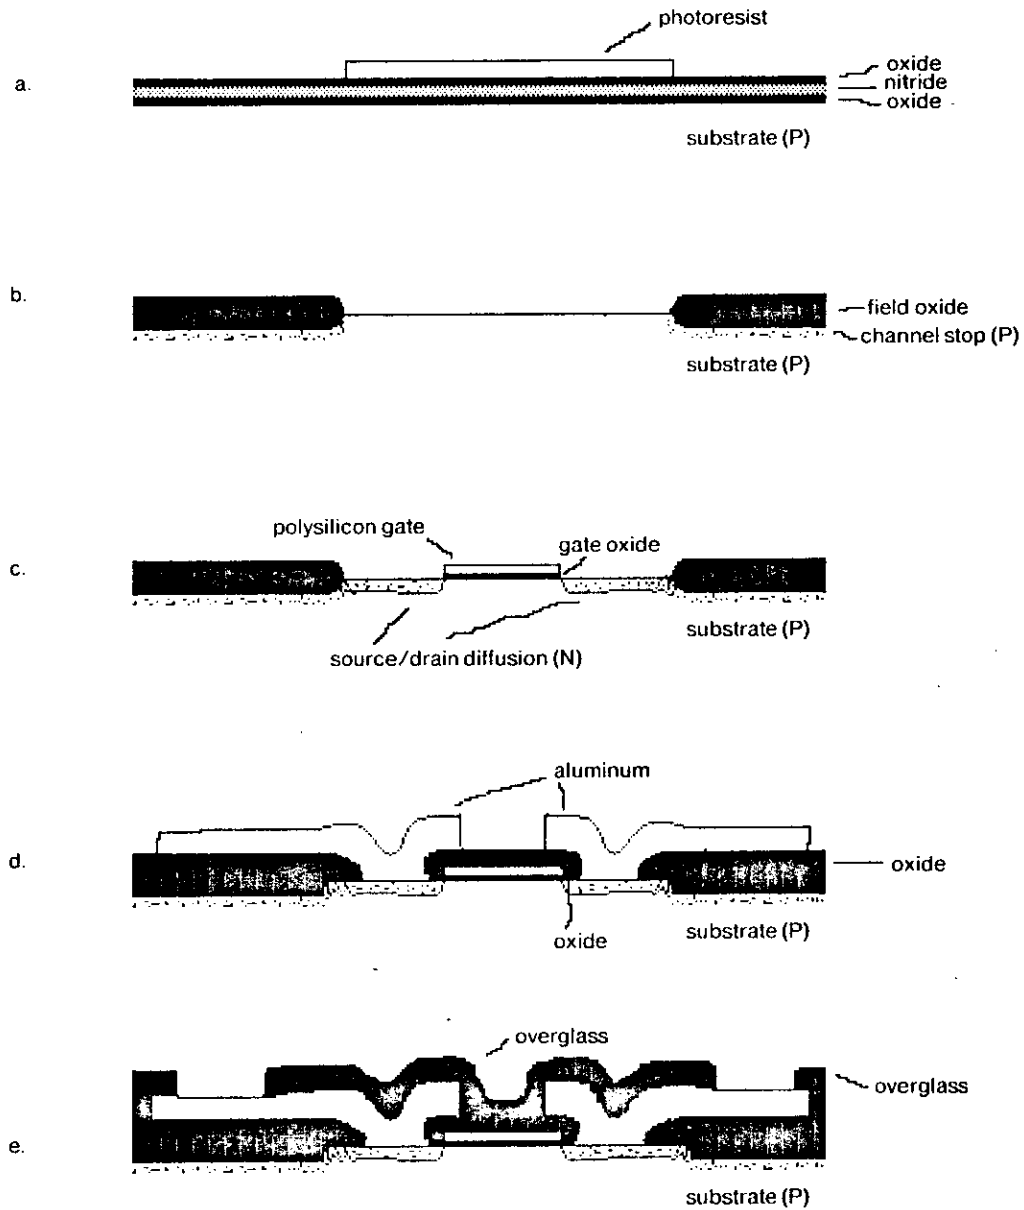 photoresist
a.
oxide
nitride
oxide
substrate (P)
b.
field oxide
channel stop (P)
substrate (P)
polysilicon gate
gate oxide
c.
substrate (P)
source/drain diffusion (N)
aluminum
d.
oxide
substrate (P)
oxide
overglass
overglass
e.
substrate (P)